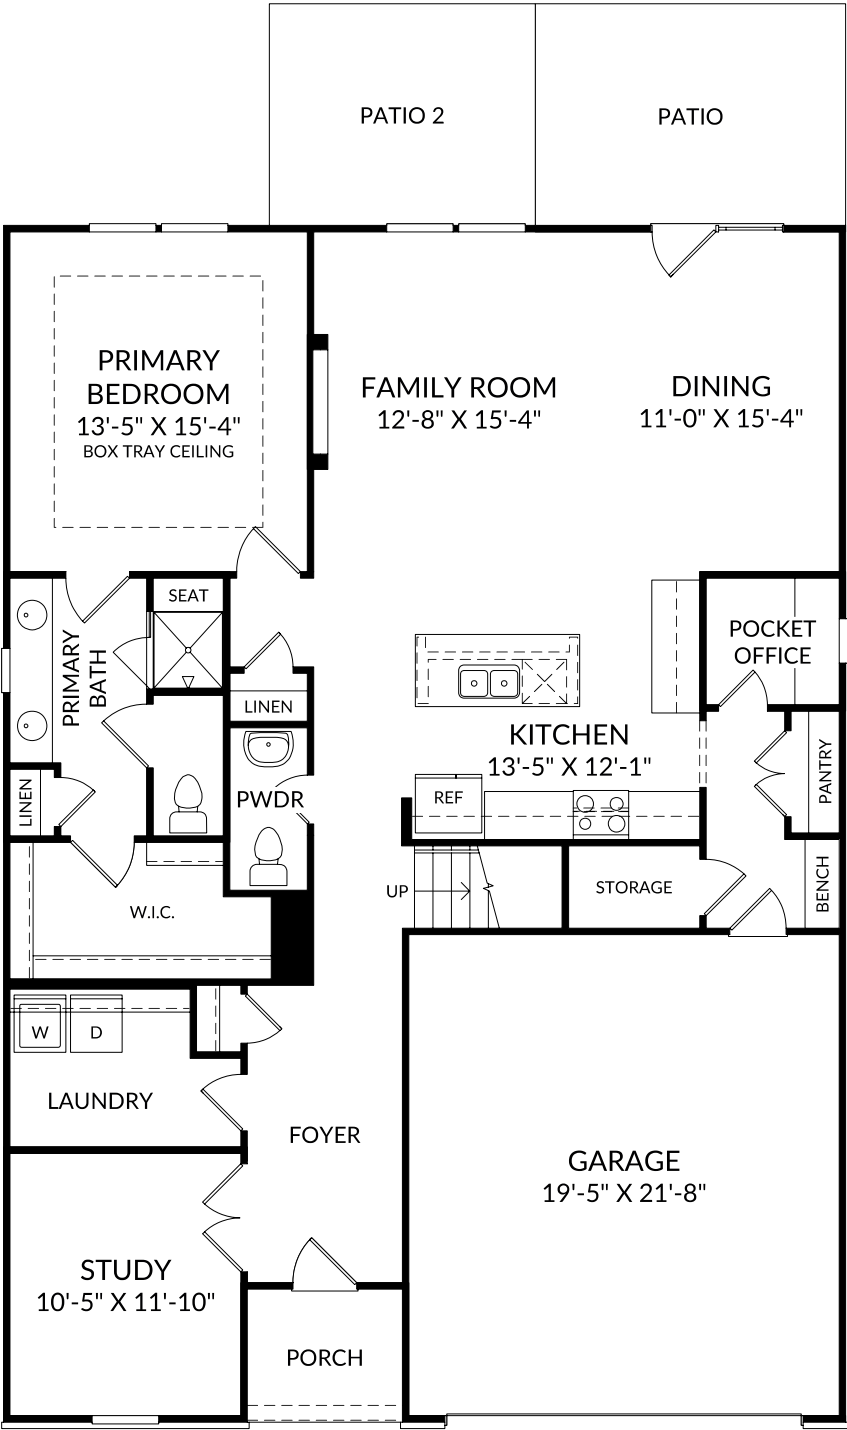 PATIO 2
PATIO
PRIMARY
BEDROOM
13'-5" X 15'-4"
BOX TRAY CEILING
FAMILY ROOM
12'-8" X 15'-4"
DINING
11'-0" X 15'-4"
SEAT
PRIMARY
BATH
LINEN
POCKET
OFFICE
KITCHEN
13'-5" X 12'-1"
PANTRY
LINEN
PWDR
REF
UP
STORAGE
BENCH
W.I.C.
W
D
LAUNDRY
FOYER
GARAGE
19'-5" X 21'-8"
STUDY
10'-5" X 11'-10"
PORCH